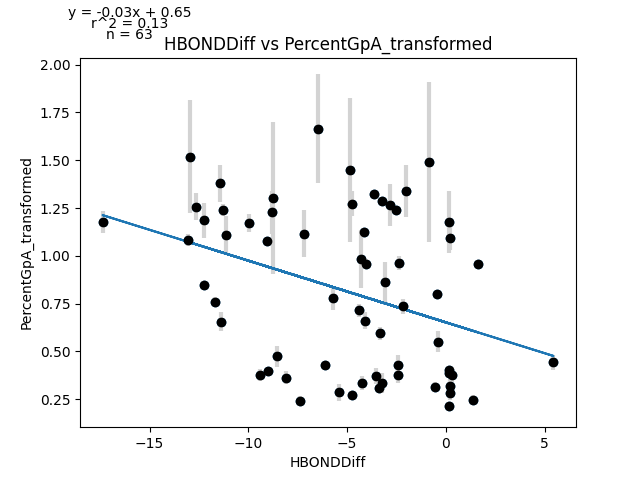 y = -0.03x + 0.65
r^2 = 0.13
n = 63
HBONDDiff vs PercentGpA_transformed
2.00
1.75
1.50
1.25
1.00
0.75
0.50
0.25
PercentGpA_transformed
−15
−10
−5
0
5
HBONDDiff